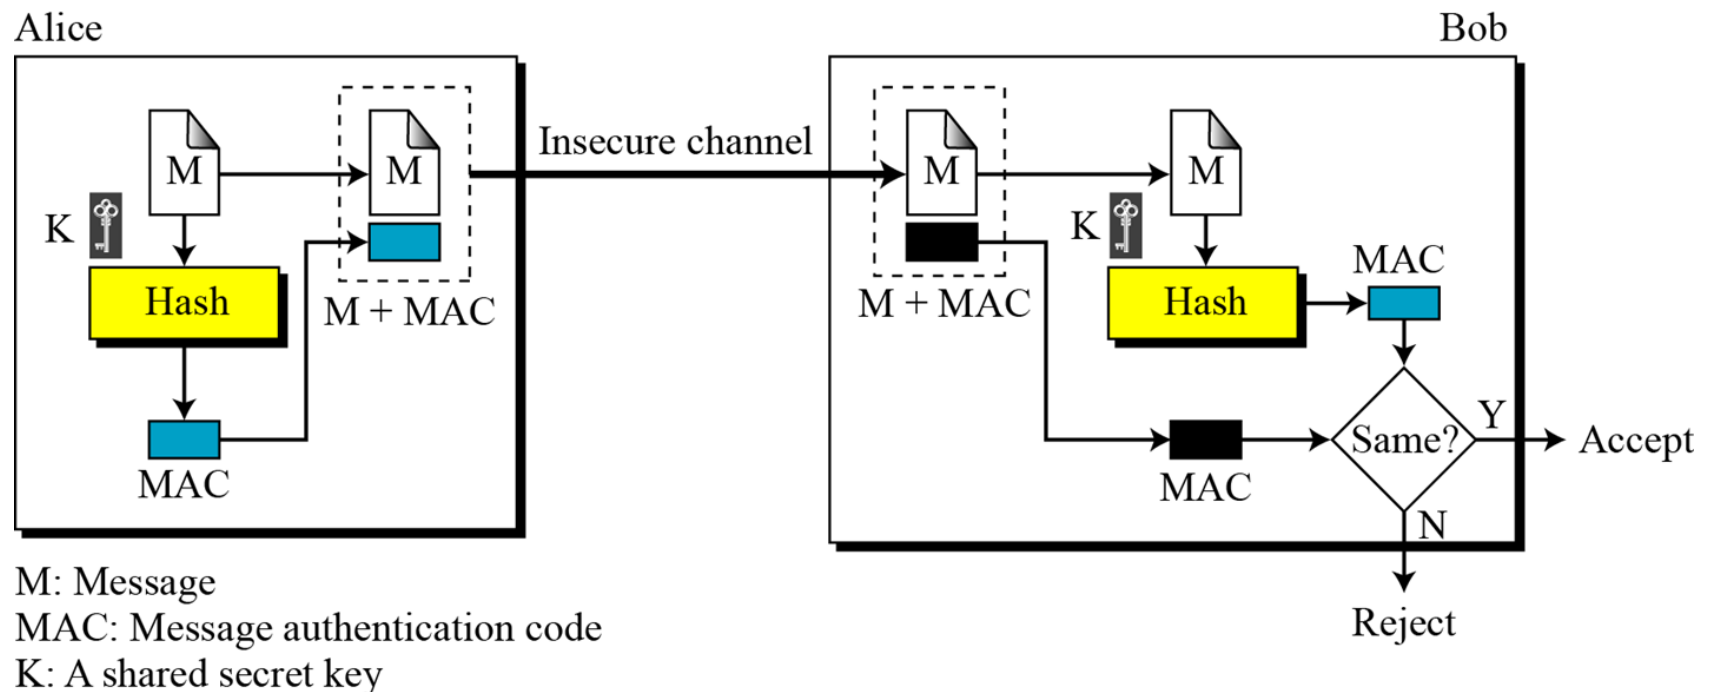 Alice
Bob
M
M
Insecure channel
M
M
K
K
Hash
M + MAC
M + MAC
Hash
MAC
MAC
MAC
Same?
Y
Accept
N
Reject
M: Message
MAC: Message authentication code
K: A shared secret key